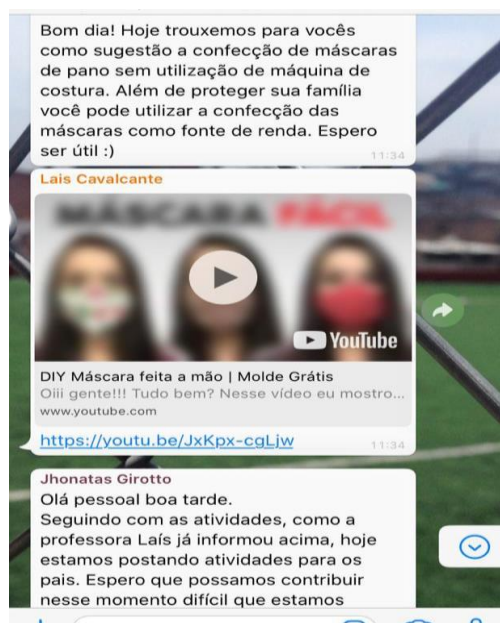 Bom dia! Hoje trouxemos para vocês
como sugestão a confecção de máscaras
de pano sem utilização de máquina de
costura. Além de proteger sua família
você pode utilizar a confecção das
máscaras como fonte de renda. Espero
ser útil :)
11:34
Lais Cavalcante
MÁSCARA FÁCIL
YouTube
DIY Máscara feita a mão | Molde Grátis
Oiii gente!!! Tudo bem? Nesse vídeo eu mostro...
www.youtube.com
https://youtu.be/JxKpx-cgLjw
11:34
Jhonatas Girotto
Olá pessoal boa tarde.
Seguindo com as atividades, como a
professora Laís já informou acima, hoje
estamos postando atividades para os
pais. Espero que possamos contribuir
nesse momento difícil que estamos